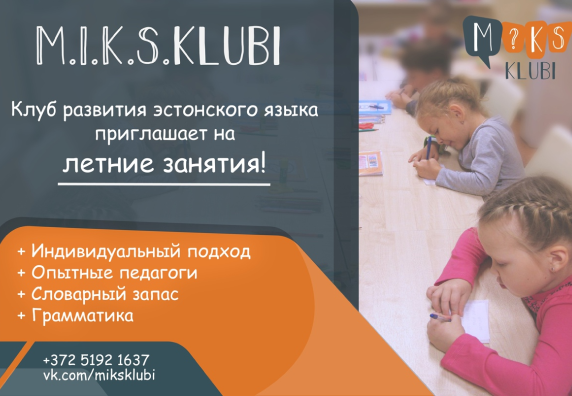 M.I.K.S.KLUBI
M?KS
KLUBI
Клуб развития эстонского языка
приглашает на
летние занятия!
+ Индивидуальный подход
+ Опытные педагоги
+ Словарный запас
+ Грамматика
+372 5192 1637
vk.com/miksklubi